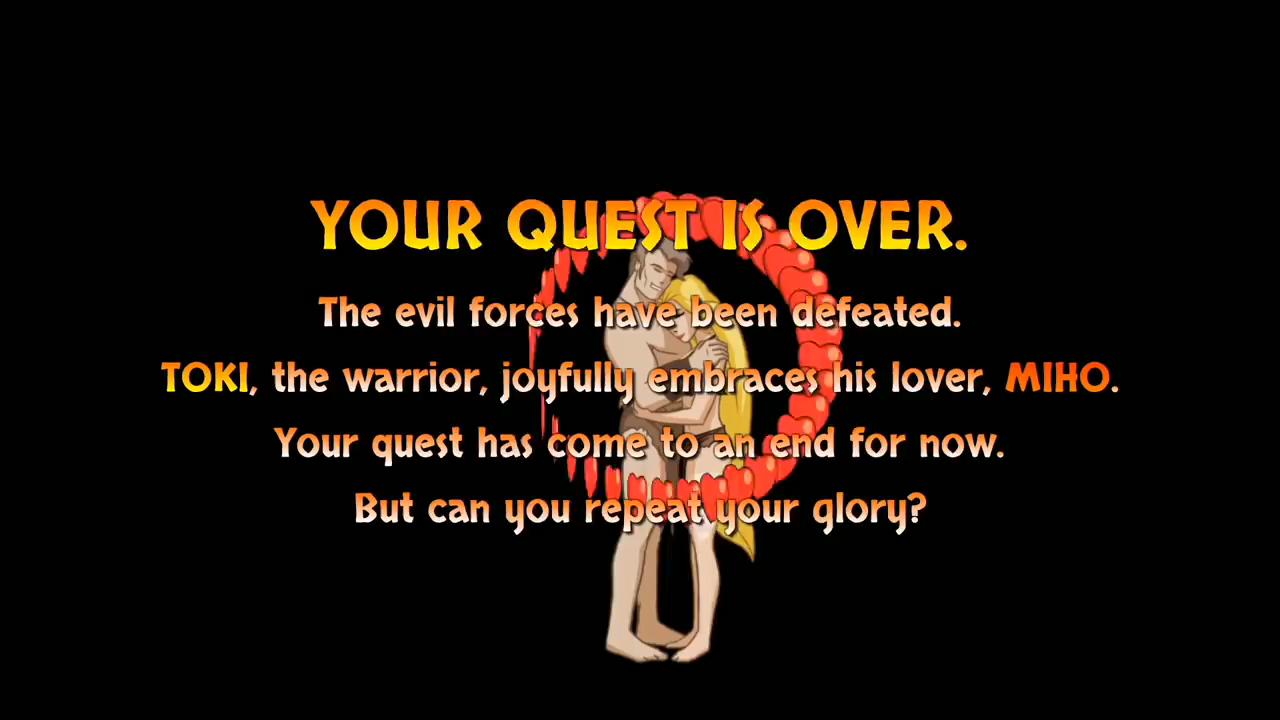 YOUR QUEST IS OVER.
The evil forces have been defeated.
TOKI, the warrior, joyfully embraces his lover, MIHO.
Your quest has come to an end for now.
But can you repeat your glory?